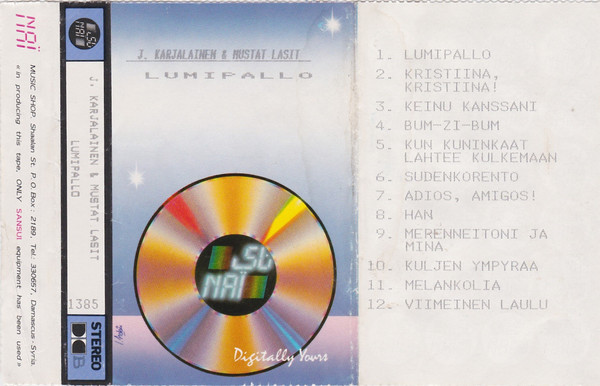 NAÏ
MUSIC SHOP. Shaalan St. P. O. Box : 2189 Tel.: 330657, Damascus - Syria.
« In producing this tape, ONLY SANSUI equipment has been used »
J. KARJALAINEN & MUSTAT LASIT
LUMIPALLO
1385
STEREO
B
J. KARJALAINEN & MUSTAT LASIT
LUMIPALLO
NAÏ
Digitally Yours
1. LUMIPALLO
2. KRISTIINA,
KRISTIINA!
3. KEINU KANSSANI
4. BUM-ZI-BUM
5. KUN KUNINKAAT
LAHTEE KULKEMAAN
6. SUDENKORENTO
7. ADIOS, AMIGOS!
8. HAN
9. MERENNEITONI JA
MINA
10. KULJEN YMPYRAA
11. MELANKOLIA
12. VIIMEINEN LAULU